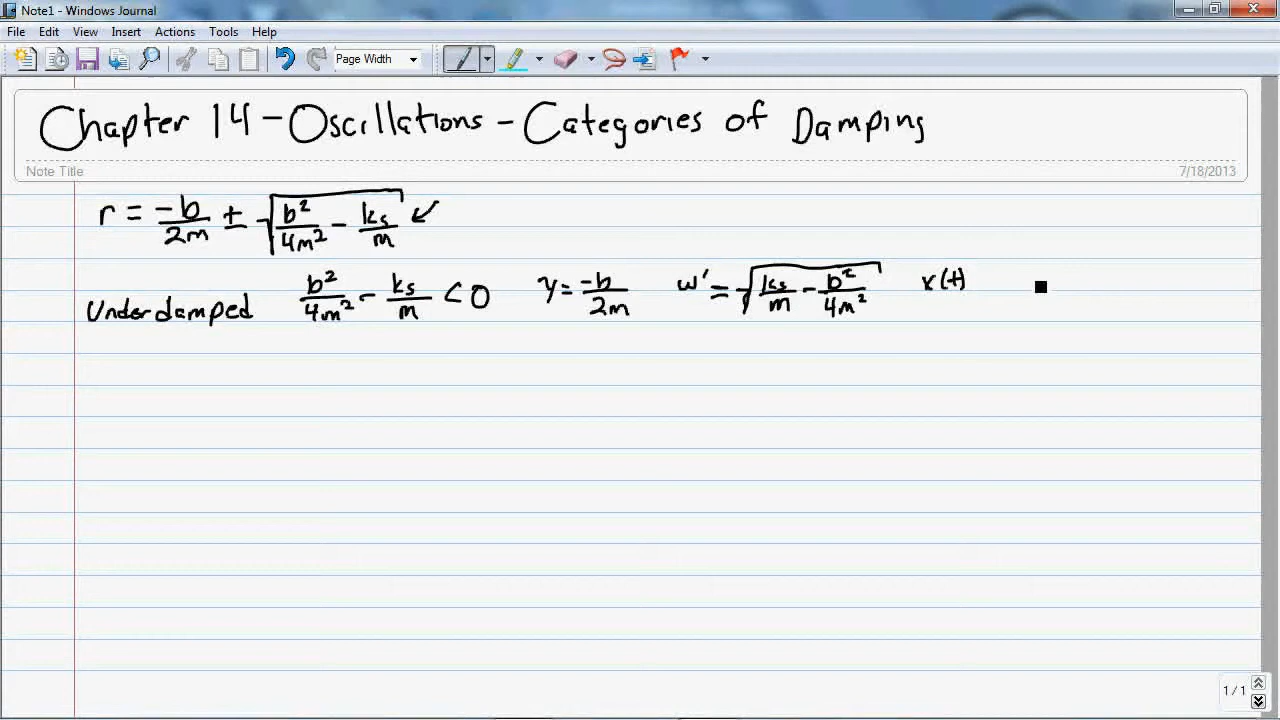 Note1 - Windows Journal
File Edit View Insert Actions Tools Help
Page Width
Chapter 14 - Oscillations - Categories of Damping
Note Title 7/18/2013
r = -b/2m ± √(b²/4m² - ks/m) ↙
Underdamped b²/4m² - ks/m < 0 γ = -b/2m ω' = √(ks/m - b²/4m²) x(t)
1 / 1